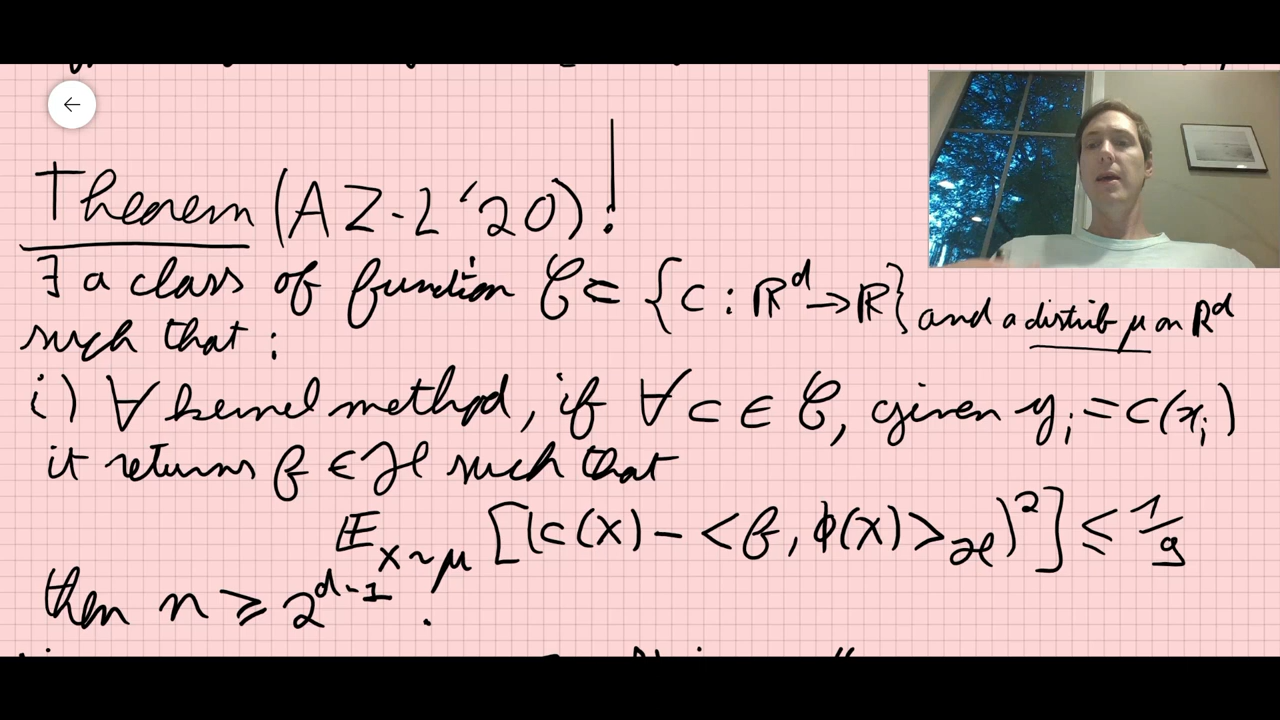 Theorem (AZ-L '20)!
∃ a class of function C ⊂ {c : ℝ^d → ℝ} and a distrib μ on ℝ^d
such that :
i) ∀ kernel method, if ∀ c ∈ C, given y_i = c(x_i)
it returns f ∈ H such that
E_{X~μ} [(c(X) - <f, φ(X)>_H)^2] ≤ 1/9
then n ≥ 2^{d-1}.